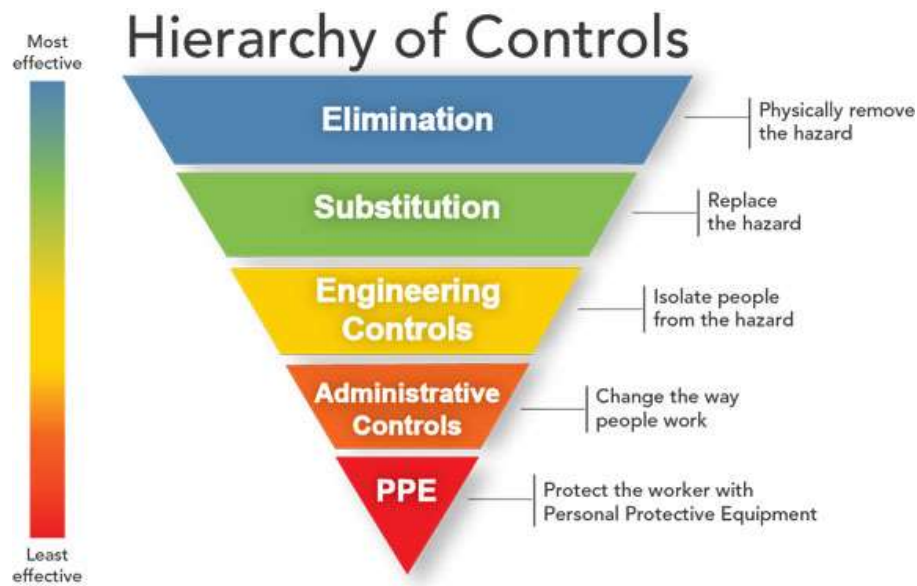 Hierarchy of Controls
Most
effective
Elimination
Physically remove
the hazard
Substitution
Replace
the hazard
Engineering
Controls
Isolate people
from the hazard
Administrative
Controls
Change the way
people work
PPE
Protect the worker with
Personal Protective Equipment
Least
effective